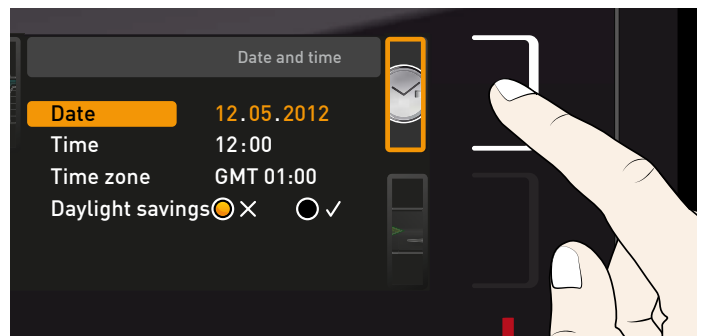 Date and time
Date 12.05.2012
Time 12:00
Time zone GMT 01:00
Daylight savings